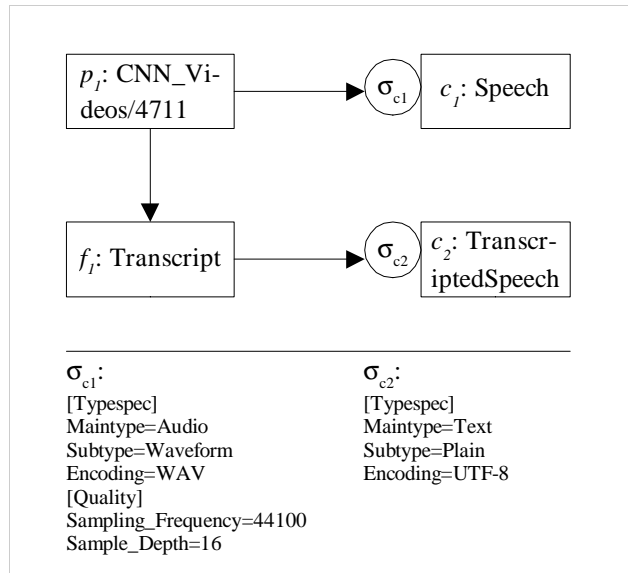 p1: CNN_Vi-
deos/4711
σc1
c1: Speech
f1: Transcript
σc2
c2: Transcr-
iptedSpeech
σc1:
[Typespec]
Maintype=Audio
Subtype=Waveform
Encoding=WAV
[Quality]
Sampling_Frequency=44100
Sample_Depth=16
σc2:
[Typespec]
Maintype=Text
Subtype=Plain
Encoding=UTF-8